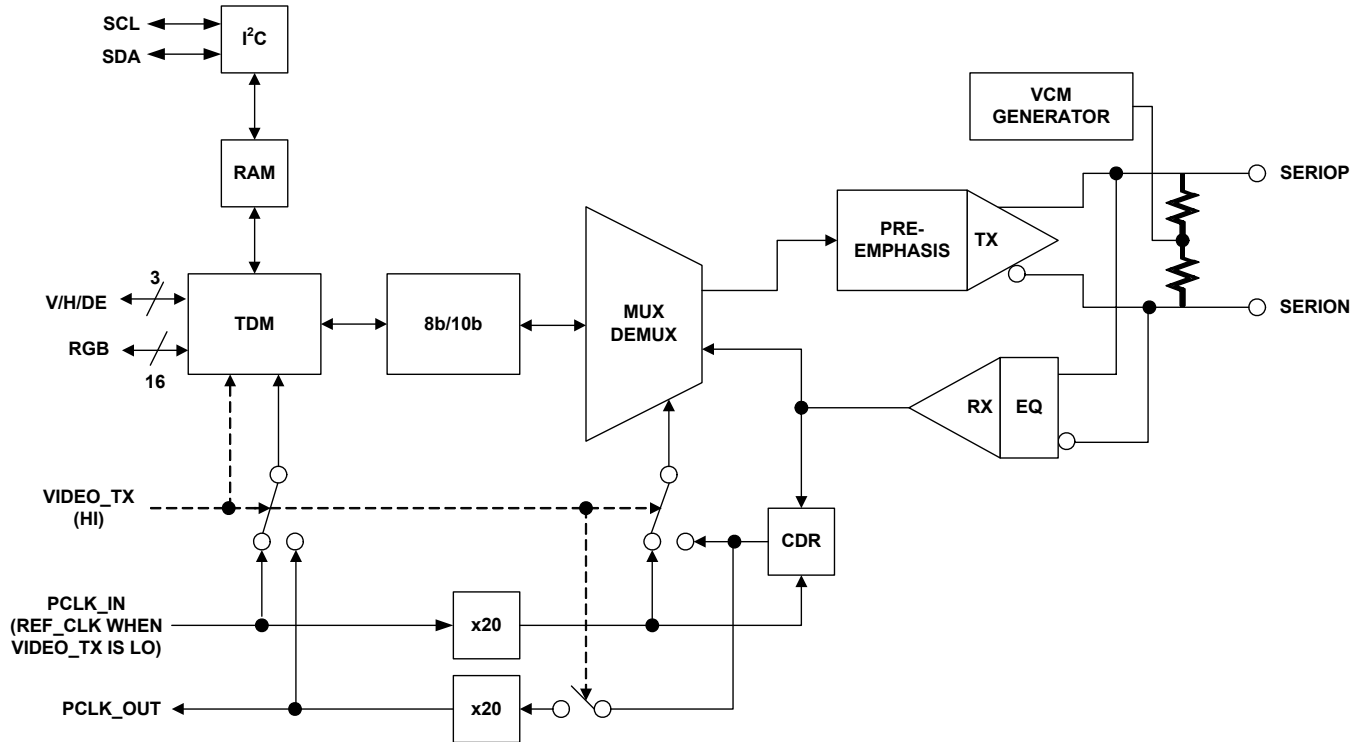 SCL
SDA
I²C
VCM
GENERATOR
RAM
SERIOP
PRE-
EMPHASIS
TX
3
V/H/DE
TDM
8b/10b
MUX
DEMUX
SERION
RGB
16
RX
EQ
VIDEO_TX
(HI)
CDR
PCLK_IN
(REF_CLK WHEN
VIDEO_TX IS LO)
x20
PCLK_OUT
x20